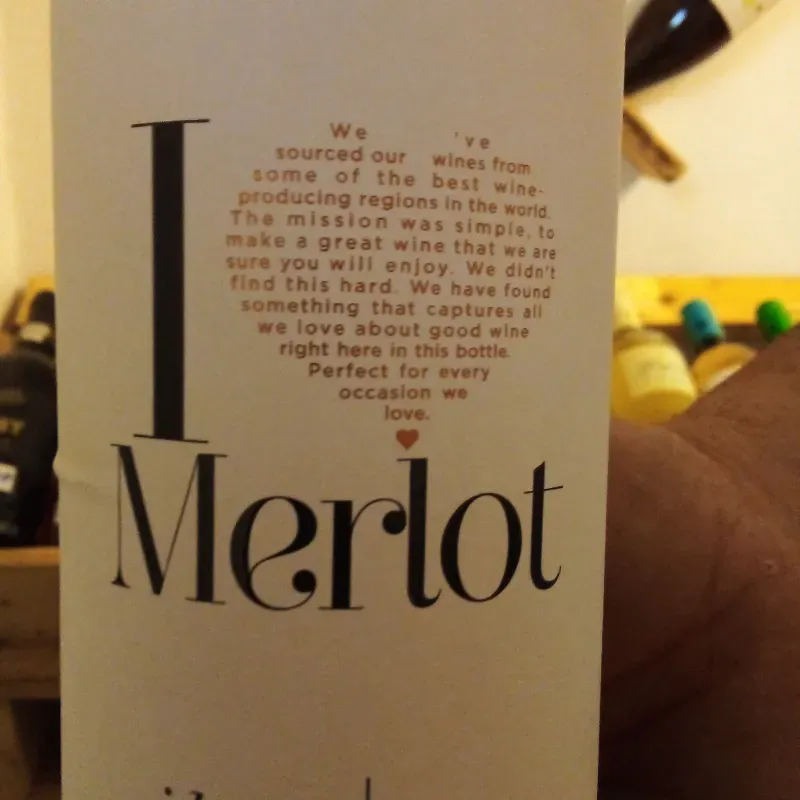 I
We 've
sourced our wines from
some of the best wine-
producing regions in the world.
The mission was simple, to
make a great wine that we are
sure you will enjoy. We didn't
find this hard. We have found
something that captures all
we love about good wine
right here in this bottle.
Perfect for every
occasion we
love.
Merlot